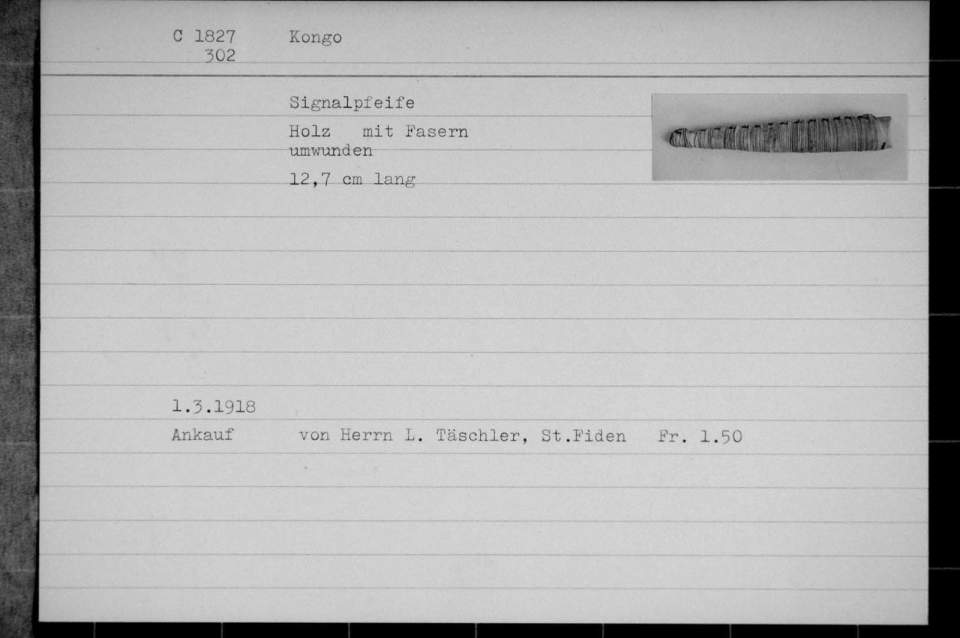 C 1827 Kongo
302
Signalpfeife
Holz mit Fasern
umwunden
12,7 cm lang
1.3.1918
Ankauf von Herrn L. Täschler, St.Fiden Fr. 1.50